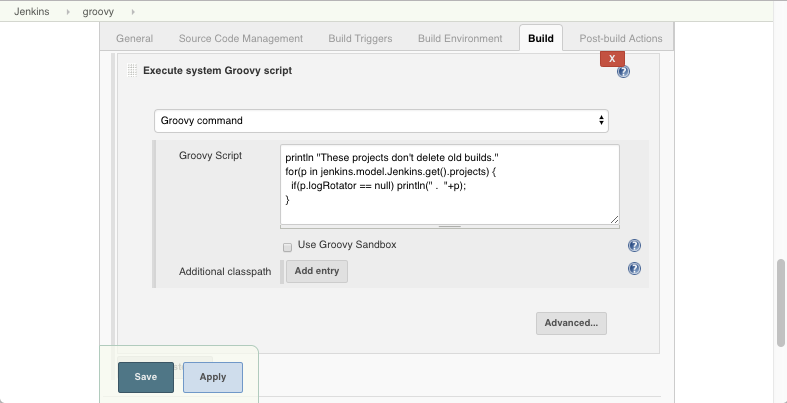 Jenkins groovy
General Source Code Management Build Triggers Build Environment Build Post-build Actions
X
Execute system Groovy script
?
Groovy command
Groovy Script
println "These projects don't delete old builds."
for(p in jenkins.model.Jenkins.get().projects) {
if(p.logRotator == null) println(" .  "+p);
}
Use Groovy Sandbox ?
Additional classpath Add entry ?
Advanced...
Save Apply